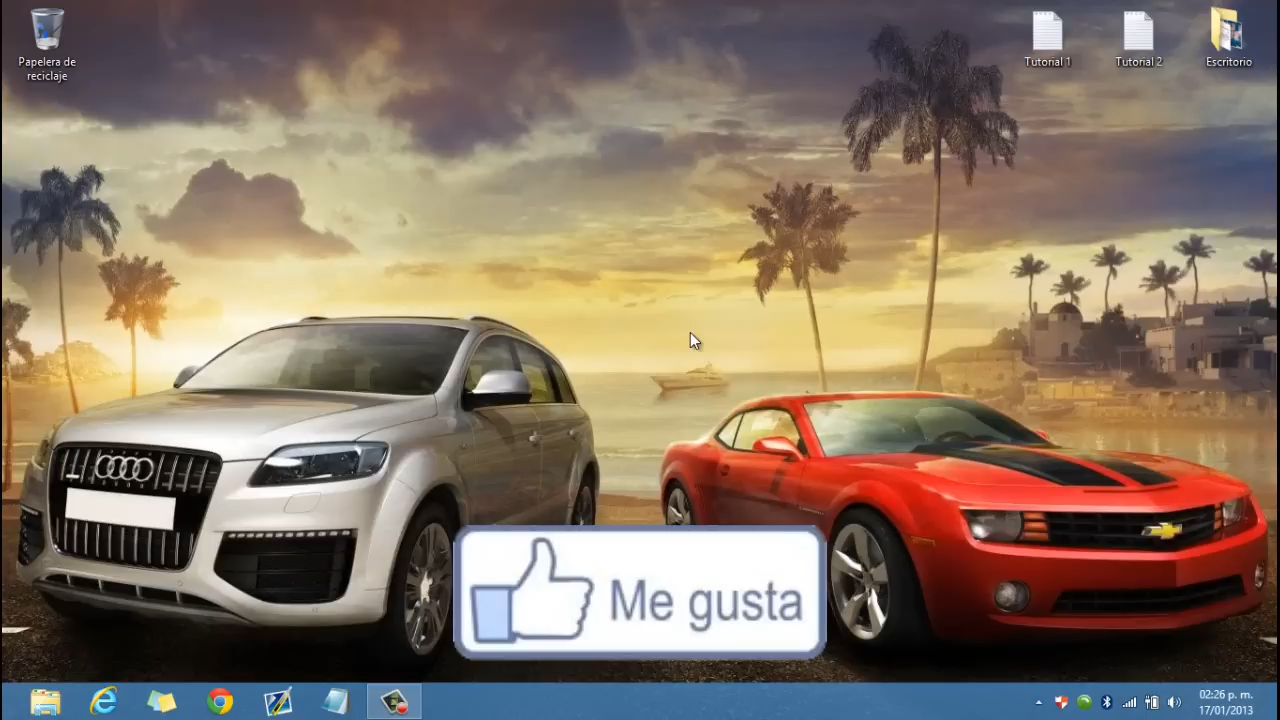 Papelera de
reciclaje
Tutorial 1
Tutorial 2
Escritorio
Me gusta
02:26 p. m.
17/01/2013